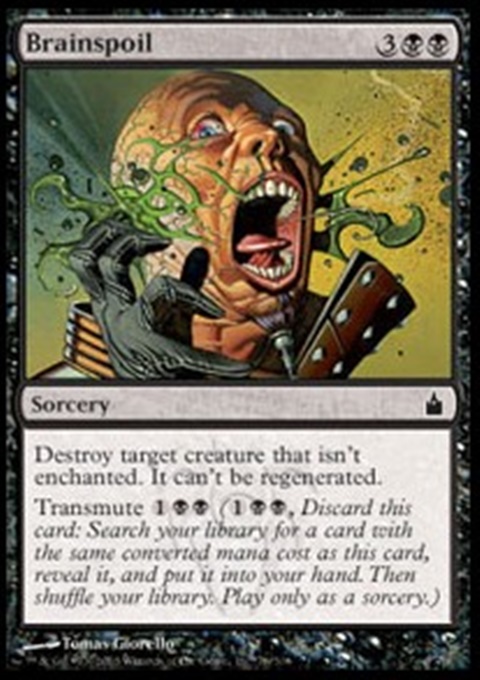 Brainspoil 3
Sorcery
Destroy target creature that isn't
enchanted. It can't be regenerated.
Transmute 1 (1, Discard this
card: Search your library for a card with
the same converted mana cost as this card,
reveal it, and put it into your hand. Then
shuffle your library. Play only as a sorcery.)
Tomas Giorello